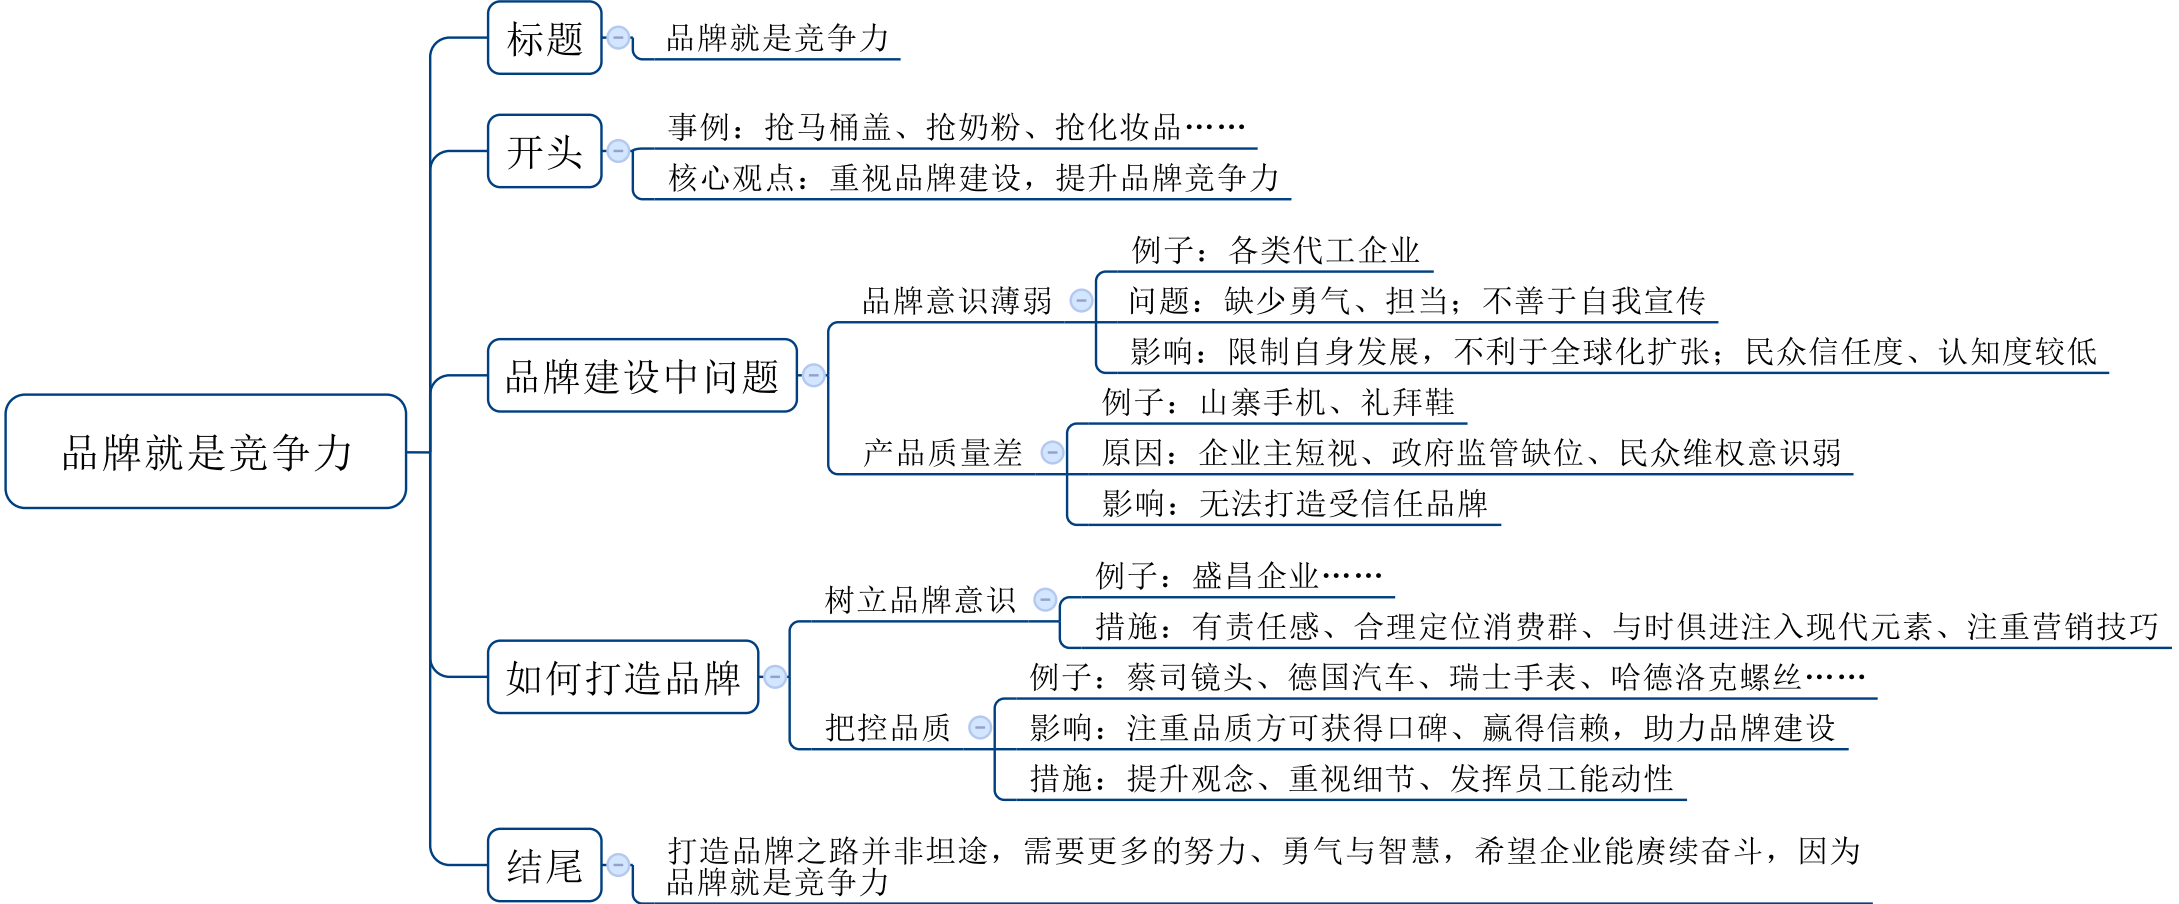 品牌就是竞争力
标题
品牌就是竞争力
开头
事例：抢马桶盖、抢奶粉、抢化妆品……
核心观点：重视品牌建设，提升品牌竞争力
品牌建设中问题
品牌意识薄弱
例子：各类代工企业
问题：缺少勇气、担当；不善于自我宣传
影响：限制自身发展，不利于全球化扩张；民众信任度、认知度较低
产品质量差
例子：山寨手机、礼拜鞋
原因：企业主短视、政府监管缺位、民众维权意识弱
影响：无法打造受信任品牌
如何打造品牌
树立品牌意识
例子：盛昌企业……
措施：有责任感、合理定位消费群、与时俱进注入现代元素、注重营销技巧
把控品质
例子：蔡司镜头、德国汽车、瑞士手表、哈德洛克螺丝……
影响：注重品质方可获得口碑、赢得信赖，助力品牌建设
措施：提升观念、重视细节、发挥员工能动性
结尾
打造品牌之路并非坦途，需要更多的努力、勇气与智慧，希望企业能赓续奋斗，因为
品牌就是竞争力